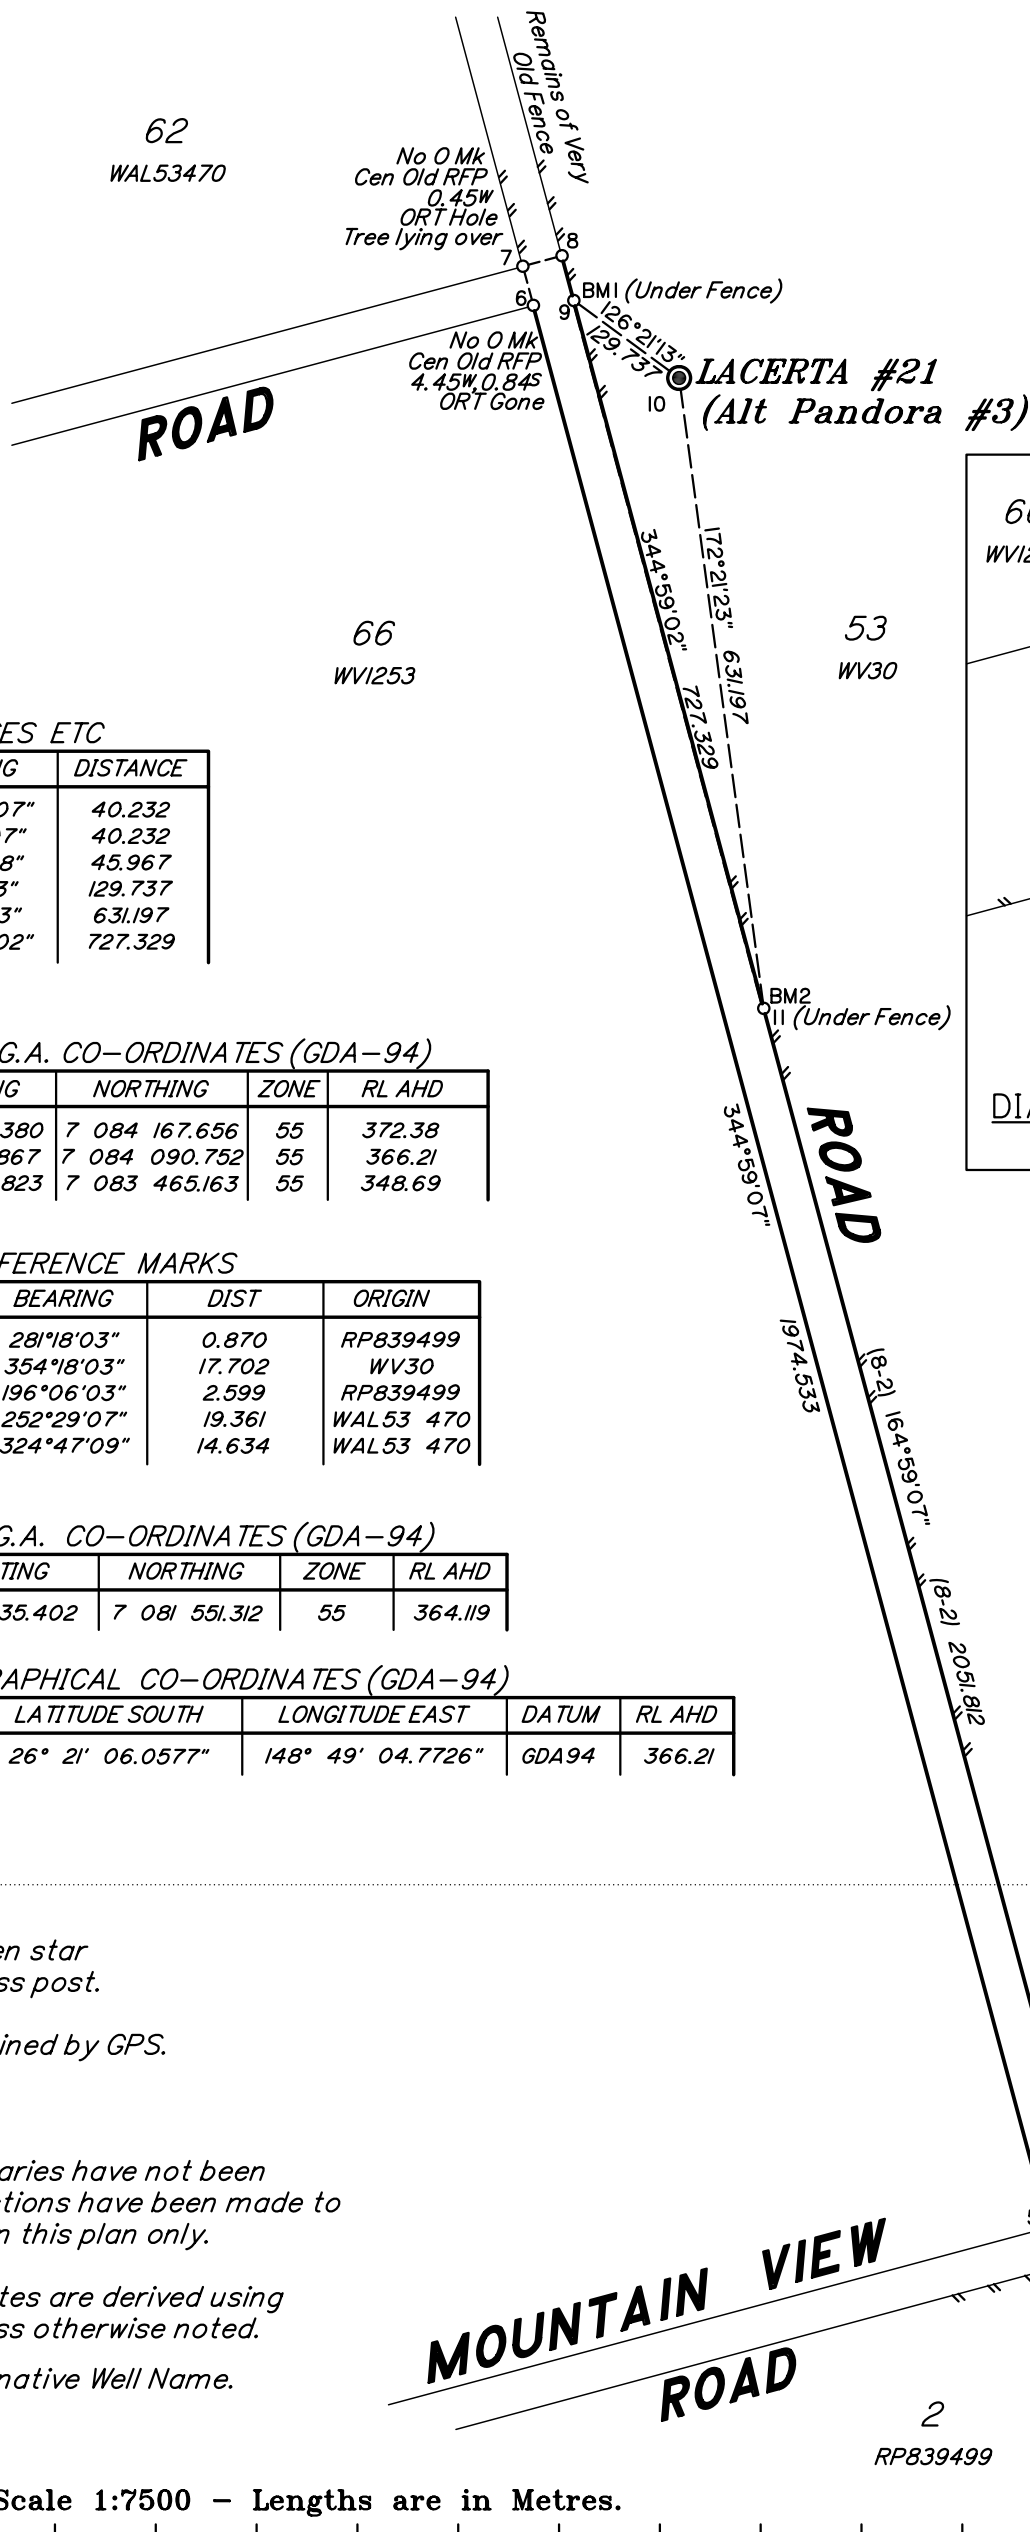 Remains of Very
Old Fence
62
WAL53470
No O Mk
Cen Old RFP
0.45W
ORT Hole
Tree lying over
7
8
6
9
BM1 (Under Fence)
126°21'13"
129.737
10
LACERTA #21
(Alt Pandora #3)
No O Mk
Cen Old RFP
4.45W,0.84S
ORT Gone
ROAD
344°59'02"
727.329
172°21'23" 631.197
66
WV1253
53
WV30
ES ETC
DISTANCE
07" 40.232
7" 40.232
8" 45.967
3" 129.737
3" 631.197
02" 727.329
BM2
11 (Under Fence)
G.A. CO-ORDINATES (GDA-94)
NG NORTHING ZONE RL AHD
380 7 084 167.656 55 372.38
867 7 084 090.752 55 366.21
823 7 083 465.163 55 348.69
344°59'07"
1974.533
ROAD
FERENCE MARKS
BEARING DIST ORIGIN
281°18'03" 0.870 RP839499
354°18'03" 17.702 WV30
196°06'03" 2.599 RP839499
252°29'07" 19.361 WAL53 470
324°47'09" 14.634 WAL53 470
(8-2) 164°59'07"
(8-2) 2051.812
G.A. CO-ORDINATES (GDA-94)
TING NORTHING ZONE RL AHD
35.402 7 081 551.312 55 364.119
RAPHICAL CO-ORDINATES (GDA-94)
LATITUDE SOUTH LONGITUDE EAST DATUM RL AHD
26° 21' 06.0577" 148° 49' 04.7726" GDA94 366.21
en star
ss post.
ined by GPS.
aries have not been
ctions have been made to
n this plan only.
tes are derived using
ss otherwise noted.
native Well Name.
MOUNTAIN VIEW
ROAD
2
RP839499
Scale 1:7500 - Lengths are in Metres.